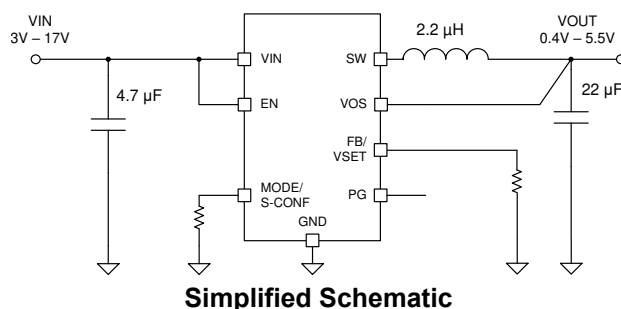 VIN
3V – 17V
4.7 µF
VIN
EN
MODE/
S-CONF
GND
SW
VOS
FB/
VSET
PG
2.2 µH
VOUT
0.4V – 5.5V
22 µF
Simplified Schematic